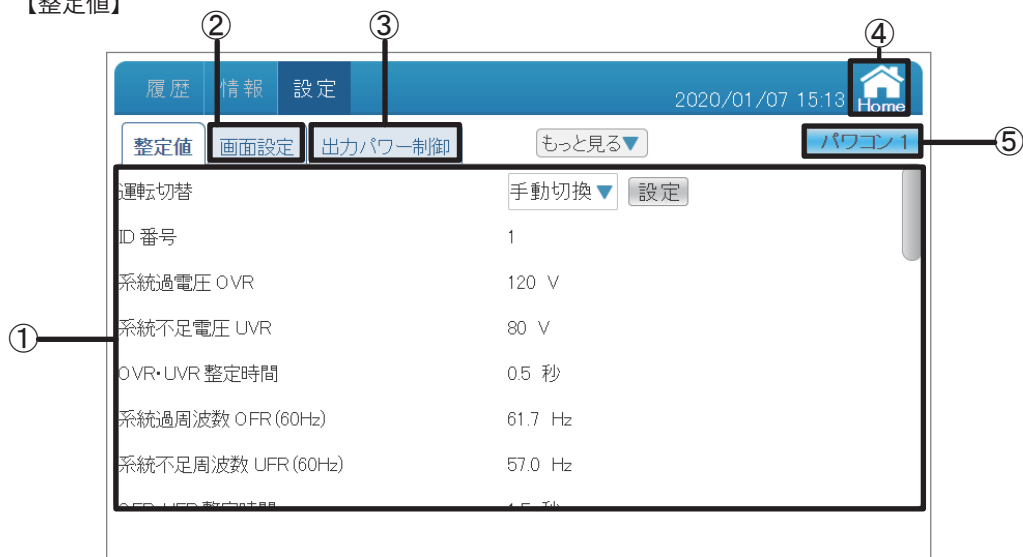 【整定値】
② ③ ④
履歴 情報 設定 2020/01/07 15:13 Home
整定値 画面設定 出力パワー制御 もっと見る▼ パワコン 1 ⑤
運転切替 手動切換▼ 設定
ID 番号 1
系統過電圧 OVR 120 V
系統不足電圧 UVR 80 V
①
OVR・UVR 整定時間 0.5 秒
系統過周波数 OFR(60Hz) 61.7 Hz
系統不足周波数 UFR(60Hz) 57.0 Hz